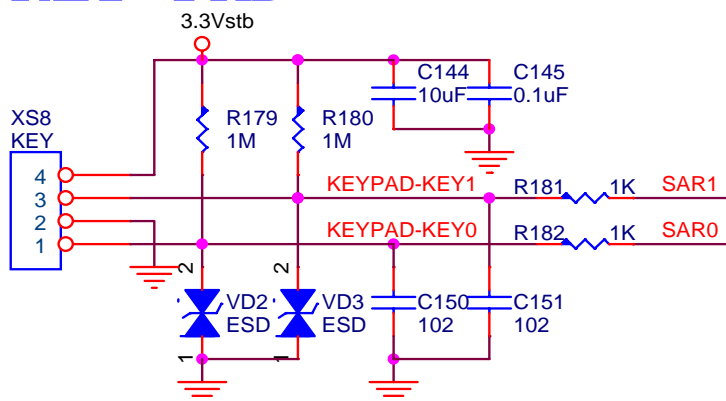 3.3Vstb
C144
10uF
C145
0.1uF
R179
1M
R180
1M
XS8
KEY
4
3
2
1
KEYPAD-KEY1
R181
1K
SAR1
KEYPAD-KEY0
R182
1K
SAR0
2
2
VD2
ESD
VD3
ESD
C150
102
C151
102
1
1